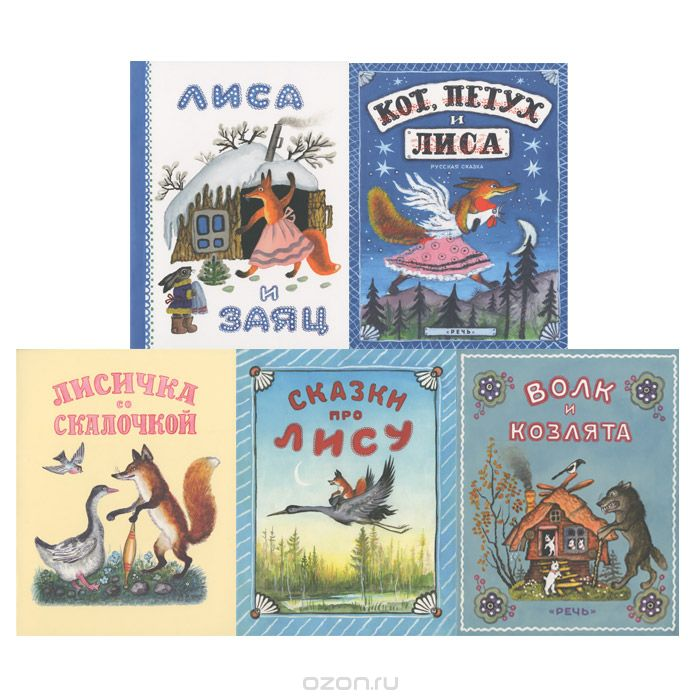 ЛИСА
И
ЗАЯЦ
КОТ, ПЕТУХ
И
ЛИСА
РУССКАЯ СКАЗКА
«РЕЧЬ»
ЛИСИЧКА
со
СКАЛОЧКОЙ
СКАЗКИ
ПРО
ЛИСУ
ВОЛК
И
КОЗЛЯТА
«РЕЧЬ»
ozon.ru